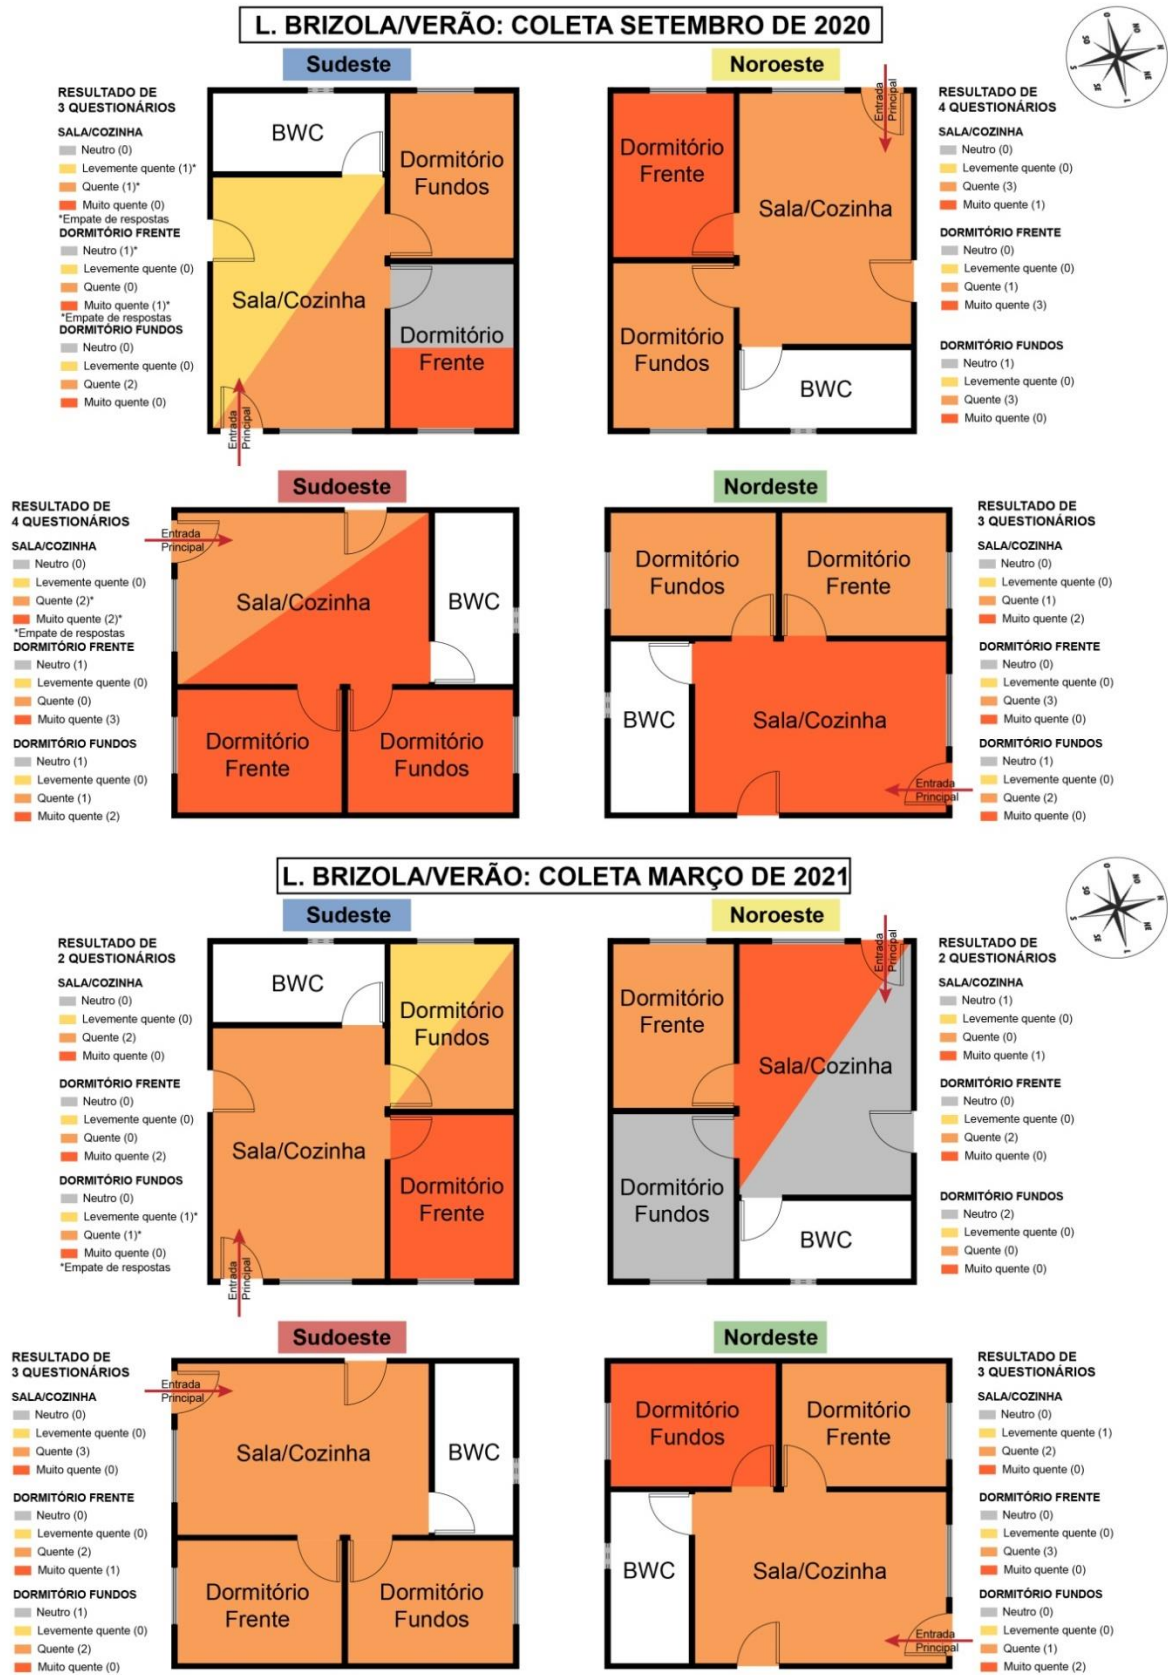 L. BRIZOLA/VERÃO: COLETA SETEMBRO DE 2020
Sudeste
RESULTADO DE
3 QUESTIONÁRIOS
SALA/COZINHA
Neutro (0)
Levemente quente (1)*
Quente (1)*
Muito quente (0)
*Empate de respostas
DORMITÓRIO FRENTE
Neutro (1)*
Levemente quente (0)
Quente (0)
Muito quente (1)*
*Empate de respostas
DORMITÓRIO FUNDOS
Neutro (0)
Levemente quente (0)
Quente (2)
Muito quente (0)
BWC
Dormitório
Fundos
Sala/Cozinha
Dormitório
Frente
Entrada
Principal
Noroeste
Entrada
Principal
Dormitório
Frente
Sala/Cozinha
Dormitório
Fundos
BWC
RESULTADO DE
4 QUESTIONÁRIOS
SALA/COZINHA
Neutro (0)
Levemente quente (0)
Quente (3)
Muito quente (1)
DORMITÓRIO FRENTE
Neutro (0)
Levemente quente (0)
Quente (1)
Muito quente (3)
DORMITÓRIO FUNDOS
Neutro (1)
Levemente quente (0)
Quente (3)
Muito quente (0)
O
NO
N
NE
L
SE
S
SO
Sudoeste
RESULTADO DE
4 QUESTIONÁRIOS
SALA/COZINHA
Neutro (0)
Levemente quente (0)
Quente (2)*
Muito quente (2)*
*Empate de respostas
DORMITÓRIO FRENTE
Neutro (1)
Levemente quente (0)
Quente (0)
Muito quente (3)
DORMITÓRIO FUNDOS
Neutro (1)
Levemente quente (0)
Quente (1)
Muito quente (2)
Entrada
Principal
Sala/Cozinha
BWC
Dormitório
Frente
Dormitório
Fundos
Nordeste
Dormitório
Fundos
Dormitório
Frente
BWC
Sala/Cozinha
Entrada
Principal
RESULTADO DE
3 QUESTIONÁRIOS
SALA/COZINHA
Neutro (0)
Levemente quente (0)
Quente (1)
Muito quente (2)
DORMITÓRIO FRENTE
Neutro (0)
Levemente quente (0)
Quente (3)
Muito quente (0)
DORMITÓRIO FUNDOS
Neutro (1)
Levemente quente (0)
Quente (2)
Muito quente (0)
L. BRIZOLA/VERÃO: COLETA MARÇO DE 2021
Sudeste
RESULTADO DE
2 QUESTIONÁRIOS
SALA/COZINHA
Neutro (0)
Levemente quente (0)
Quente (2)
Muito quente (0)
DORMITÓRIO FRENTE
Neutro (0)
Levemente quente (0)
Quente (0)
Muito quente (2)
DORMITÓRIO FUNDOS
Neutro (0)
Levemente quente (1)*
Quente (1)*
Muito quente (0)
*Empate de respostas
BWC
Dormitório
Fundos
Sala/Cozinha
Dormitório
Frente
Entrada
Principal
Noroeste
Entrada
Principal
Dormitório
Frente
Sala/Cozinha
Dormitório
Fundos
BWC
RESULTADO DE
2 QUESTIONÁRIOS
SALA/COZINHA
Neutro (1)
Levemente quente (0)
Quente (0)
Muito quente (1)
DORMITÓRIO FRENTE
Neutro (0)
Levemente quente (0)
Quente (2)
Muito quente (0)
DORMITÓRIO FUNDOS
Neutro (2)
Levemente quente (0)
Quente (0)
Muito quente (0)
O
NO
N
NE
L
SE
S
SO
Sudoeste
RESULTADO DE
3 QUESTIONÁRIOS
SALA/COZINHA
Neutro (0)
Levemente quente (0)
Quente (3)
Muito quente (0)
DORMITÓRIO FRENTE
Neutro (0)
Levemente quente (0)
Quente (2)
Muito quente (1)
DORMITÓRIO FUNDOS
Neutro (1)
Levemente quente (0)
Quente (2)
Muito quente (0)
Entrada
Principal
Sala/Cozinha
BWC
Dormitório
Frente
Dormitório
Fundos
Nordeste
Dormitório
Fundos
Dormitório
Frente
BWC
Sala/Cozinha
Entrada
Principal
RESULTADO DE
3 QUESTIONÁRIOS
SALA/COZINHA
Neutro (0)
Levemente quente (1)
Quente (2)
Muito quente (0)
DORMITÓRIO FRENTE
Neutro (0)
Levemente quente (0)
Quente (3)
Muito quente (0)
DORMITÓRIO FUNDOS
Neutro (0)
Levemente quente (0)
Quente (1)
Muito quente (2)